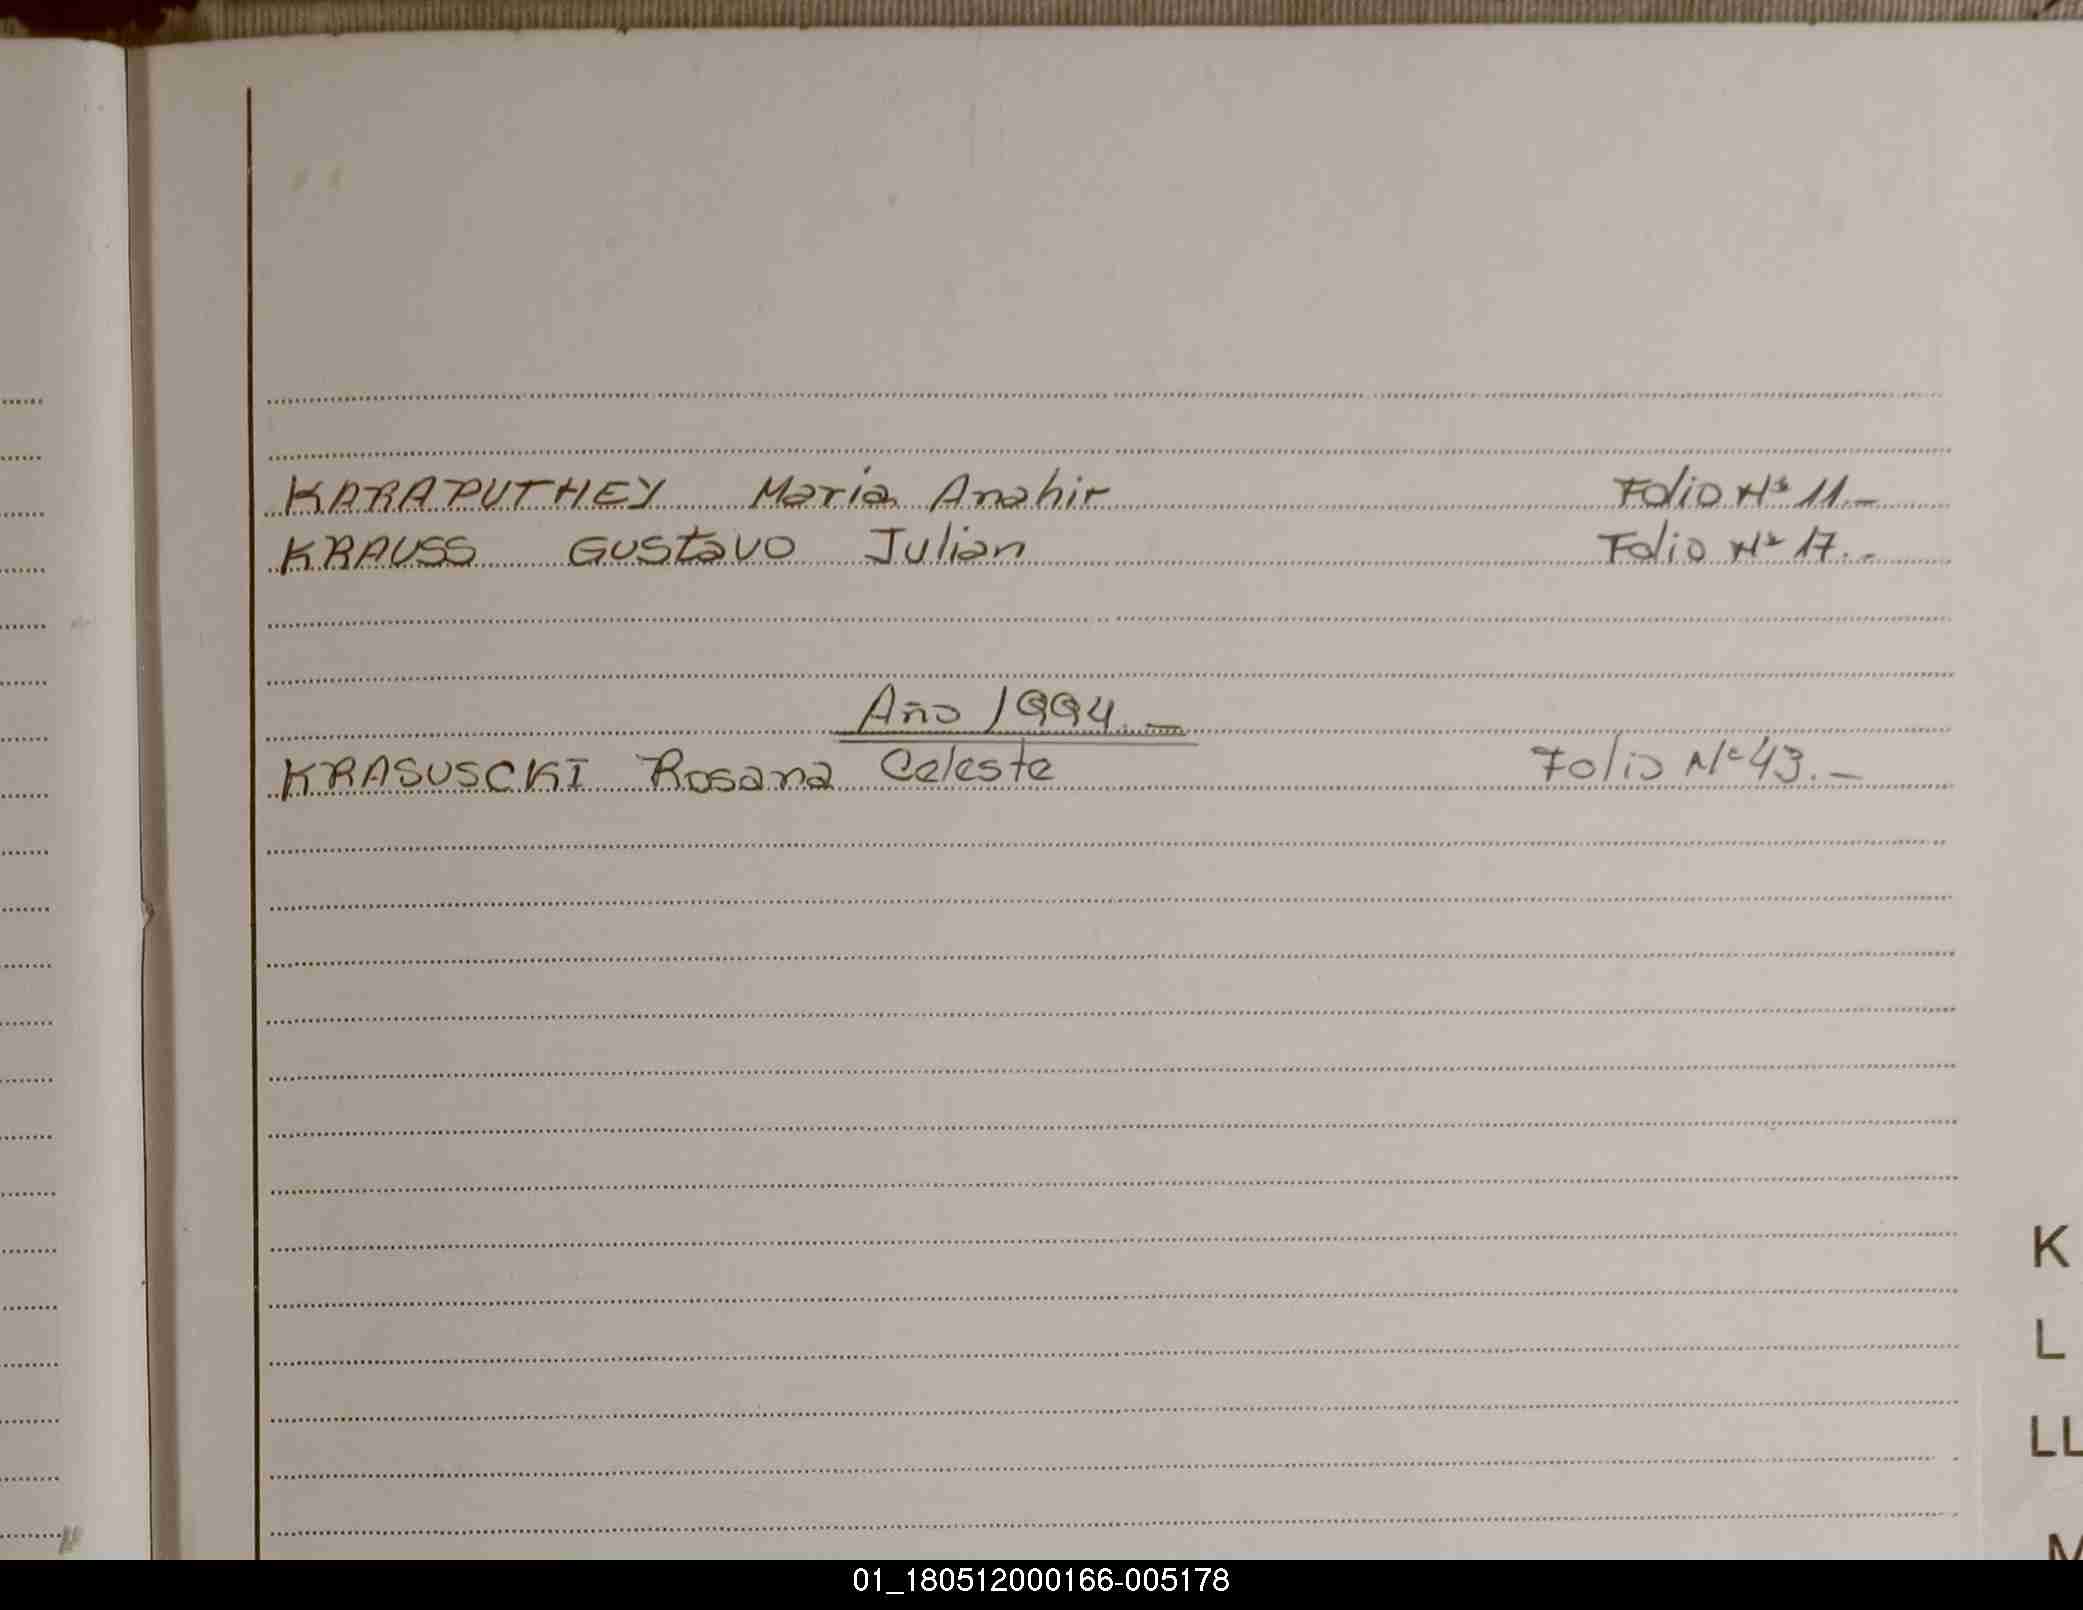 KARAPUTHEY Maria Anahir Folio Nº 11.-
KRAUSS Gustavo Julian Folio Nº 17.-
Año 1994.-
KRASUSCKI Rosana Celeste Folio Nº 43.-
K
L
LL
M
01_180512000166-005178